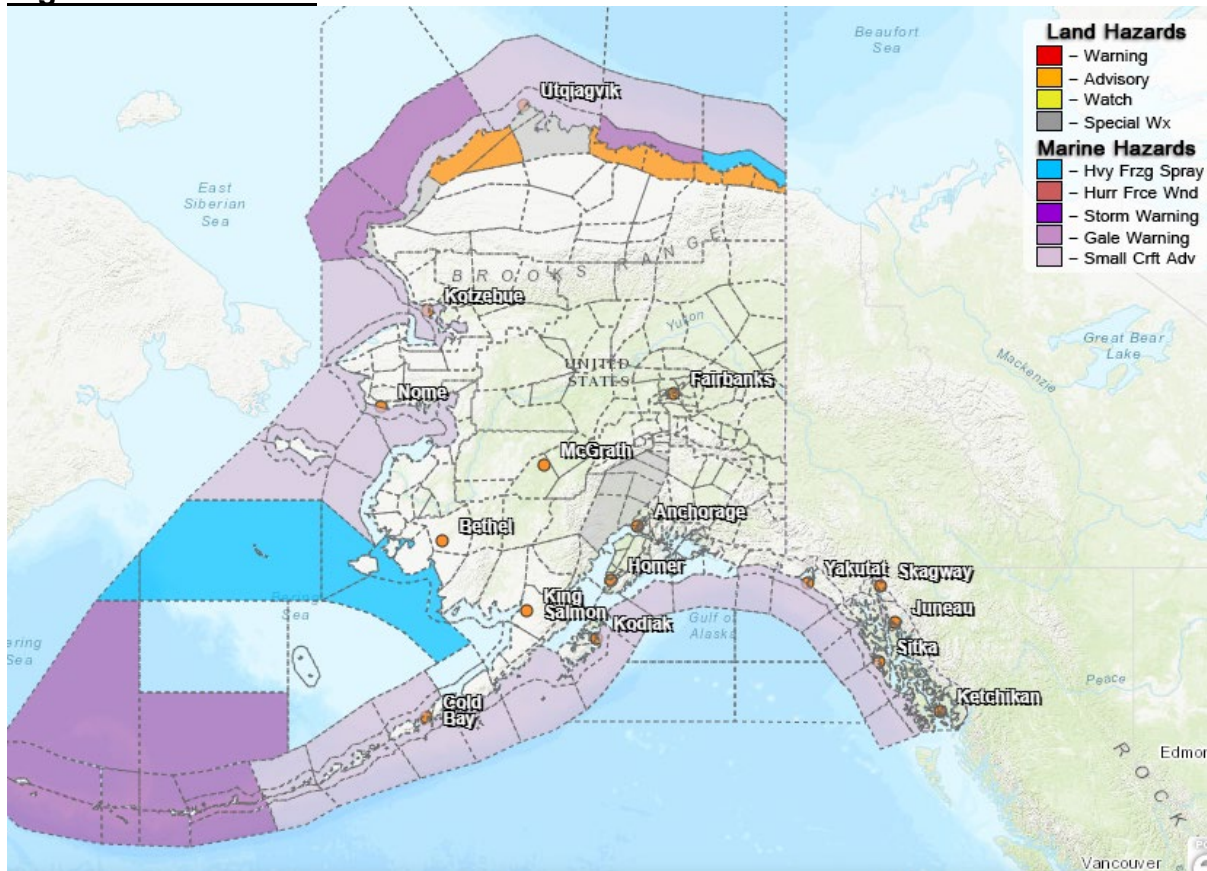 Beaufort
Sea
Land Hazards
– Warning
– Advisory
– Watch
– Special Wx
Marine Hazards
– Hvy Frzg Spray
– Hurr Frce Wnd
– Storm Warning
– Gale Warning
– Small Crft Adv
Utqiagvik
East
Siberian
Sea
BROOKS RANGE
Kotzebue
Yukon
Great Bear
Lake
Mackenzie
UNITED
STATES
Fairbanks
Nome
McGrath
Anchorage
Bethel
Homer
Yakutat
Skagway
King
Salmon
Juneau
Bering
Sea
Kodiak
Gulf of
Alaska
Sitka
ering
Sea
Peace
Ketchikan
Cold
Bay
ROCK
Edmor
Vancouver